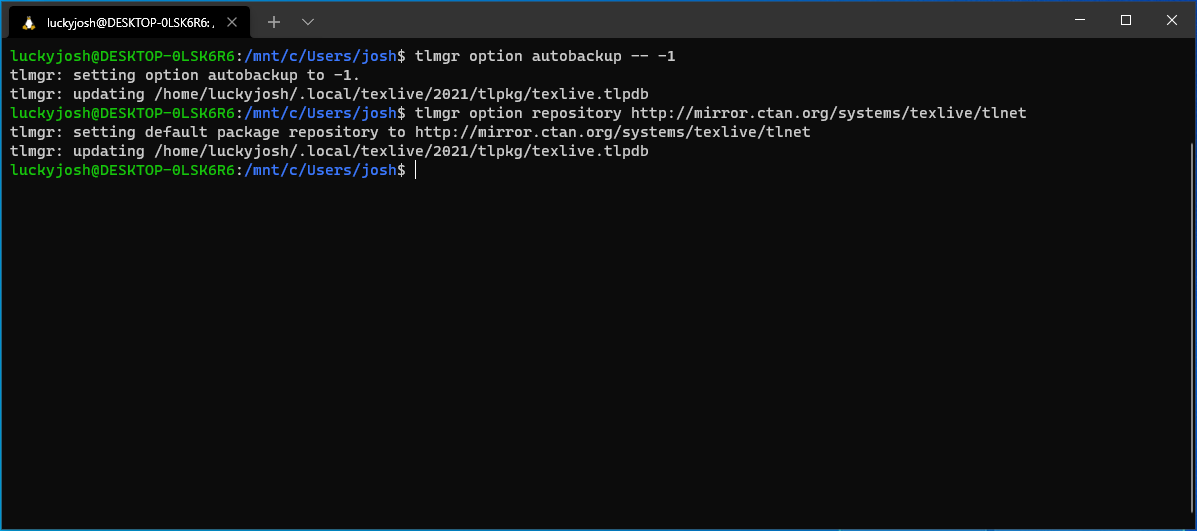 luckyjosh@DESKTOP-0LSK6R6: /
luckyjosh@DESKTOP-0LSK6R6:/mnt/c/Users/josh$ tlmgr option autobackup -- -1
tlmgr: setting option autobackup to -1.
tlmgr: updating /home/luckyjosh/.local/texlive/2021/tlpkg/texlive.tlpdb
luckyjosh@DESKTOP-0LSK6R6:/mnt/c/Users/josh$ tlmgr option repository http://mirror.ctan.org/systems/texlive/tlnet
tlmgr: setting default package repository to http://mirror.ctan.org/systems/texlive/tlnet
tlmgr: updating /home/luckyjosh/.local/texlive/2021/tlpkg/texlive.tlpdb
luckyjosh@DESKTOP-0LSK6R6:/mnt/c/Users/josh$